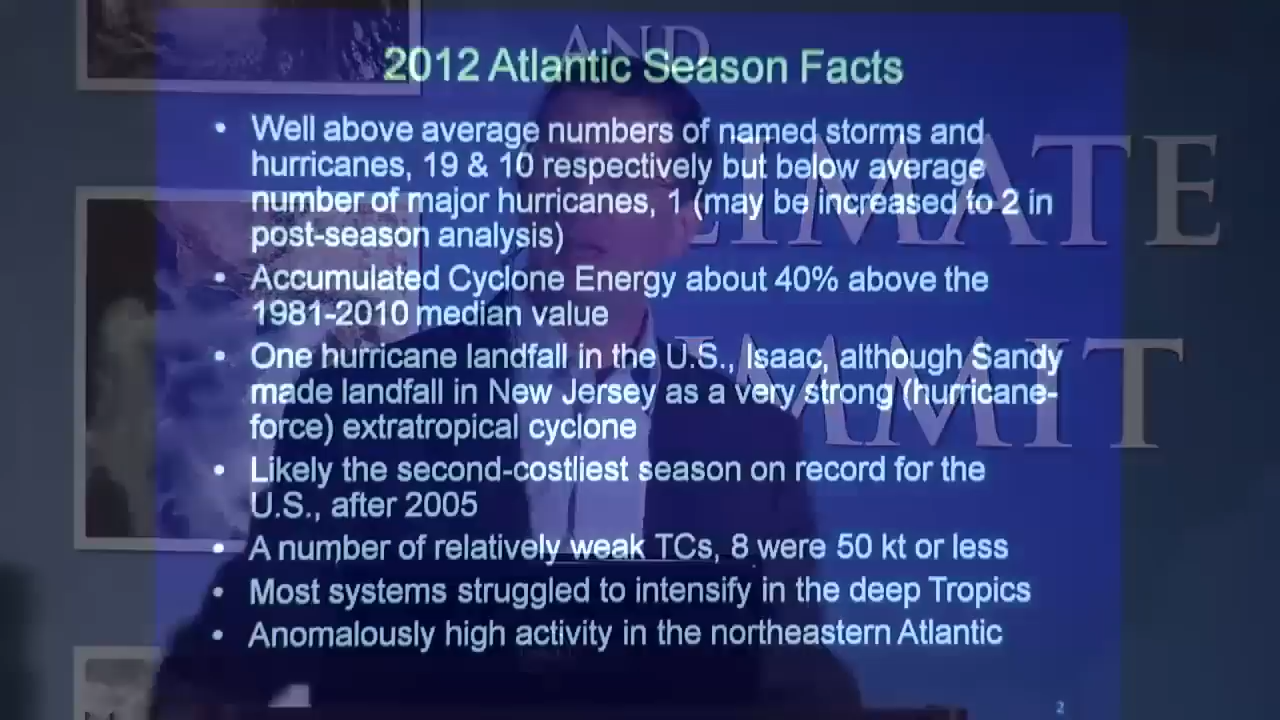 AND
2012 Atlantic Season Facts
• Well above average numbers of named storms and
hurricanes, 19 & 10 respectively but below average
number of major hurricanes, 1 (may be increased to 2 in
post-season analysis)
• Accumulated Cyclone Energy about 40% above the
1981-2010 median value
• One hurricane landfall in the U.S., Isaac, although Sandy
made landfall in New Jersey as a very strong (hurricane-
force) extratropical cyclone
• Likely the second-costliest season on record for the
U.S., after 2005
• A number of relatively weak TCs, 8 were 50 kt or less
• Most systems struggled to intensify in the deep Tropics
• Anomalously high activity in the northeastern Atlantic
2